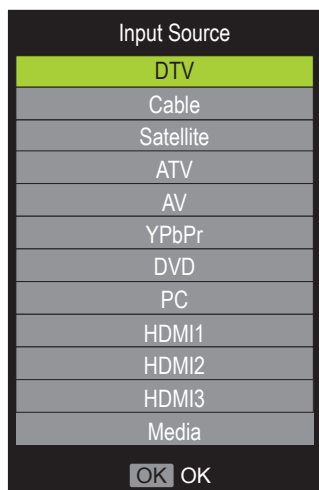 Input Source
DTV
Cable
Satellite
ATV
AV
YPbPr
DVD
PC
HDMI1
HDMI2
HDMI3
Media
OK OK